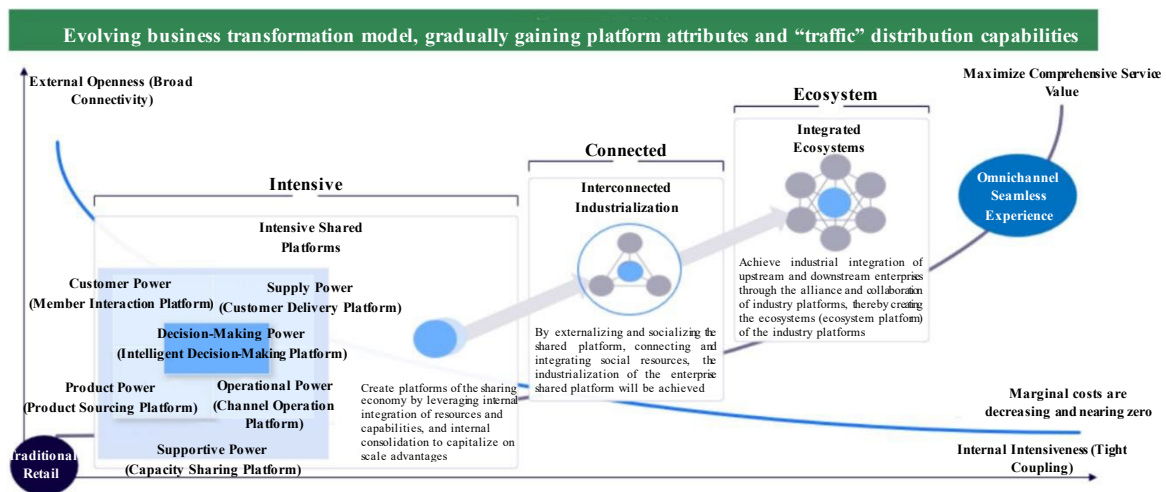 Evolving business transformation model, gradually gaining platform attributes and “traffic” distribution capabilities
External Openness (Broad
Connectivity)
Maximize Comprehensive Service
Value
Ecosystem
Integrated
Ecosystems
Connected
Interconnected
Industrialization
Intensive
Intensive Shared
Platforms
Omnichannel
Seamless
Experience
Customer Power
(Member Interaction Platform)
Supply Power
(Customer Delivery Platform)
Decision-Making Power
(Intelligent Decision-Making Platform)
Product Power
(Product Sourcing Platform)
Operational Power
(Channel Operation
Platform)
Supportive Power
(Capacity Sharing Platform)
Create platforms of the sharing
economy by leveraging internal
integration of resources and
capabilities, and internal
consolidation to capitalize on
scale advantages
By externalizing and socializing the
shared platform, connecting and
integrating social resources, the
industrialization of the enterprise
shared platform will be achieved
Achieve industrial integration of
upstream and downstream enterprises
through the alliance and collaboration
of industry platforms, thereby creating
the ecosystems (ecosystem platform)
of the industry platforms
Marginal costs are
decreasing and nearing zero
Traditional
Retail
Internal Intensiveness (Tight
Coupling)